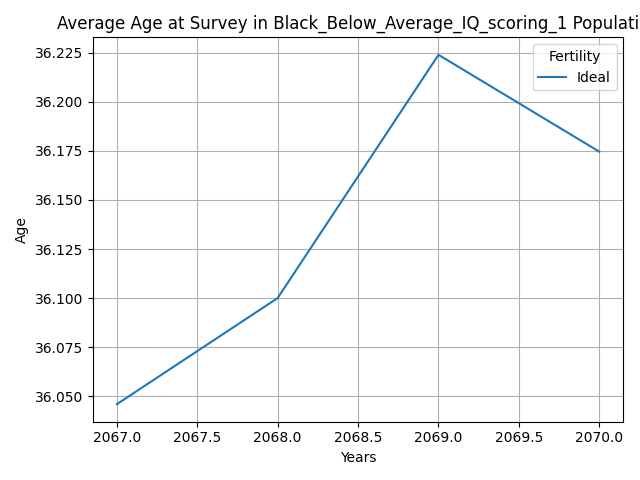 Average Age at Survey in Black_Below_Average_IQ_scoring_1 Populati
36.225
36.200
36.175
36.150
36.125
36.100
36.075
36.050
Age
Fertility
Ideal
2067.0 2067.5 2068.0 2068.5 2069.0 2069.5 2070.0
Years